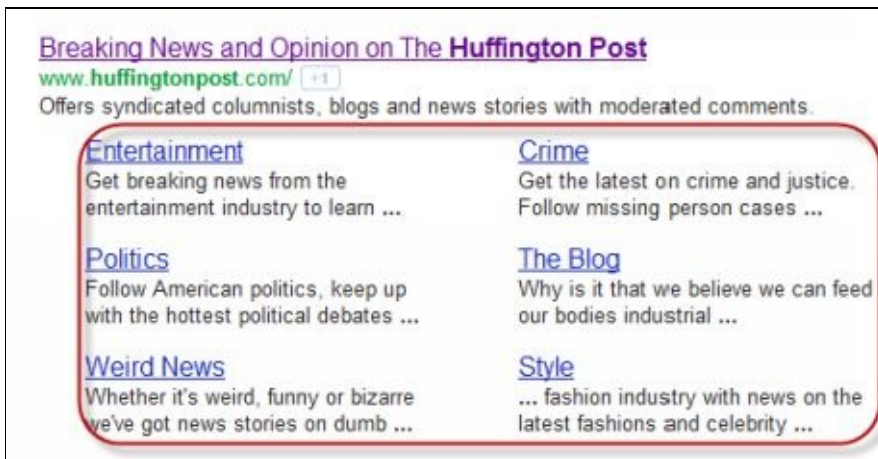 Breaking News and Opinion on The Huffington Post
www.huffingtonpost.com/ +1
Offers syndicated columnists, blogs and news stories with moderated comments.
Entertainment
Get breaking news from the
entertainment industry to learn ...
Crime
Get the latest on crime and justice.
Follow missing person cases ...
Politics
Follow American politics, keep up
with the hottest political debates ...
The Blog
Why is it that we believe we can feed
our bodies industrial ...
Weird News
Whether it's weird, funny or bizarre
we've got news stories on dumb ...
Style
... fashion industry with news on the
latest fashions and celebrity ...